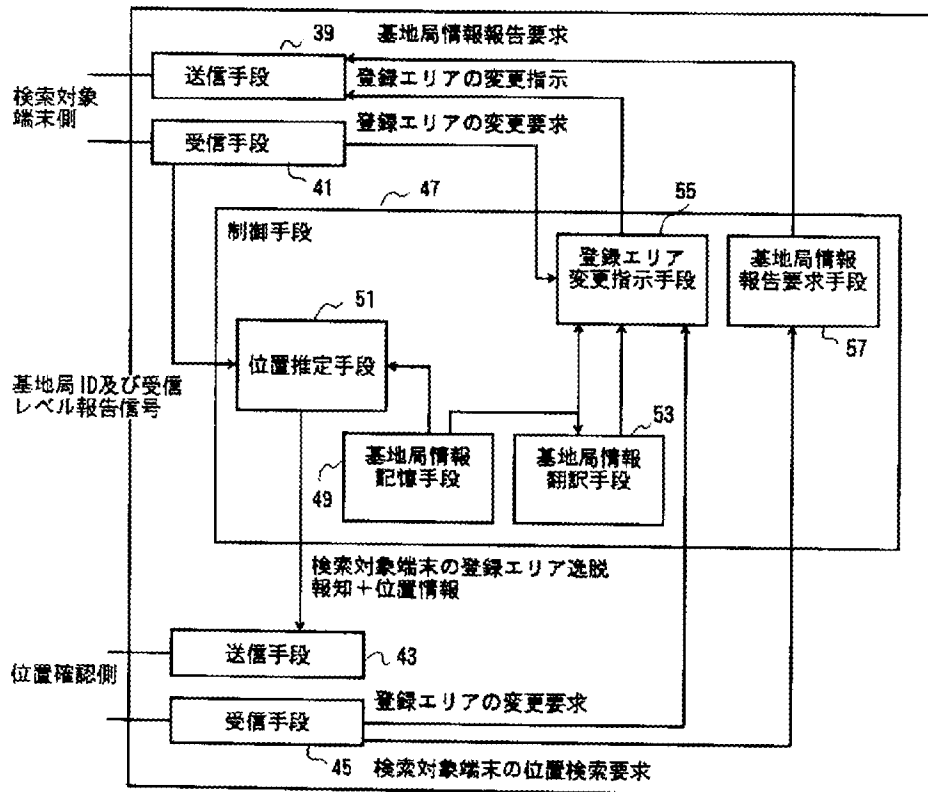 39
基地局情報報告要求
送信手段
登録エリアの変更指示
検索対象
端末側
登録エリアの変更要求
受信手段
41
47
55
制御手段
登録エリア
変更指示手段
基地局情報
報告要求手段
51
57
位置推定手段
基地局ID及び受信
レベル報告信号
53
基地局情報
記憶手段
基地局情報
翻訳手段
49
検索対象端末の登録エリア逸脱
報知＋位置情報
送信手段
43
位置確認側
登録エリアの変更要求
受信手段
45
検索対象端末の位置検索要求